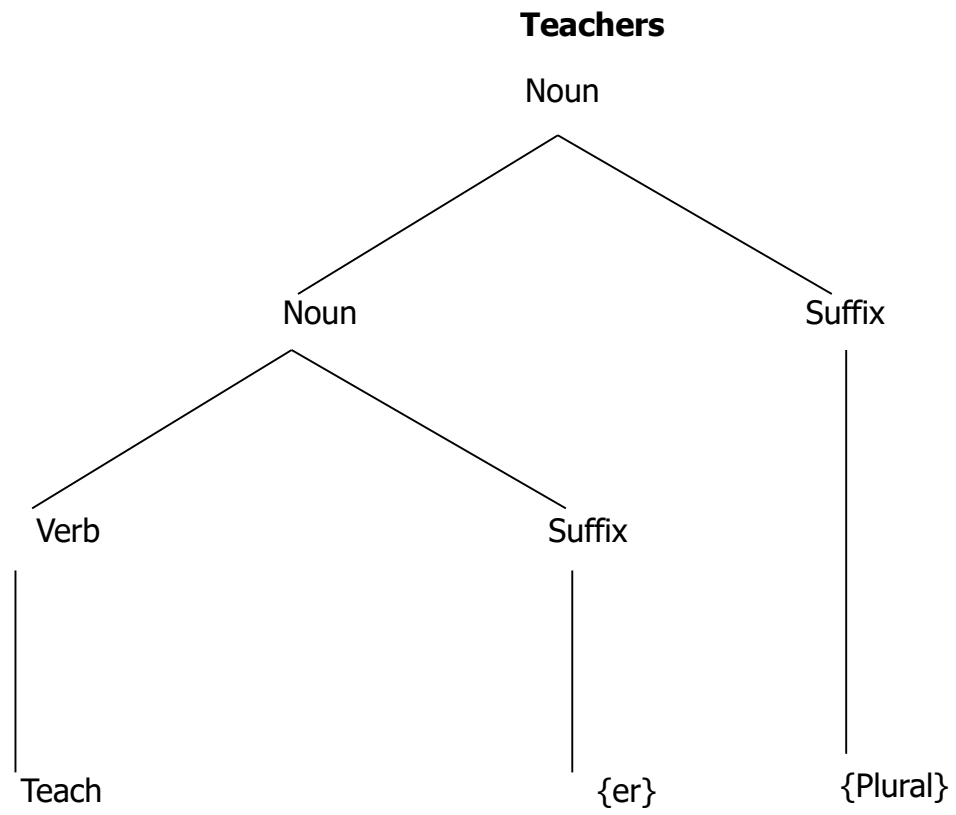 Teachers
Noun
Noun Suffix
Verb Suffix
Teach {er} {Plural}